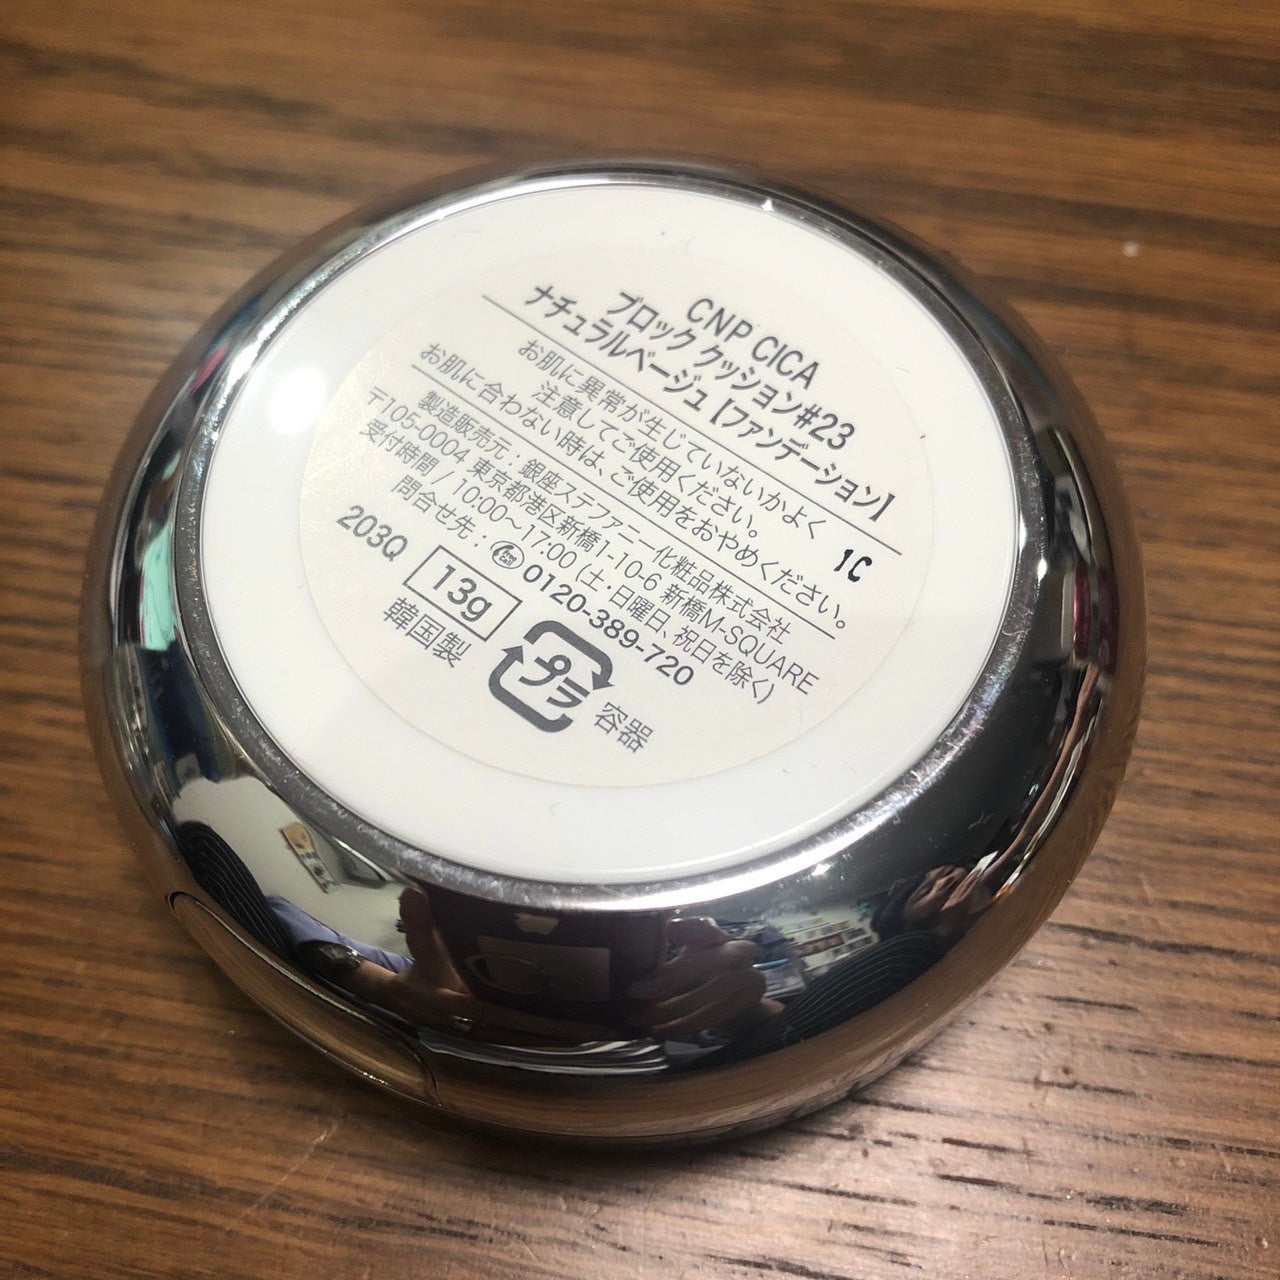 CNP CICA
ブロック クッション#23
ナチュラルベージュ【ファンデーション】
お肌に異常が生じていないかよく
注意してご使用ください。
お肌に合わない時は、ご使用をおやめください。
1C
製造販売元：銀座ステファニー化粧品株式会社
〒105-0004 東京都港区新橋1-10-6 新橋M-SQUARE
受付時間 / 10:00〜17:00 (土・日曜日、祝日を除く)
問合せ先： 0120-389-720
203Q 13g プラ 容器
韓国製